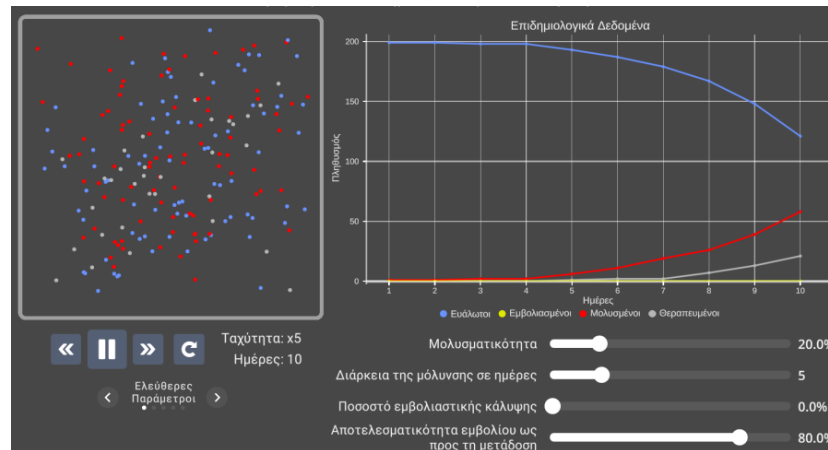 Επιδημιολογικά Δεδομένα
200
150
100
50
0
Πληθυσμός
1 2 3 4 5 6 7 8 9 10
Ημέρες
Ευάλωτοι Εμβολιασμένοι Μολυσμένοι Θεραπευμένοι
Ταχύτητα: x5
Ημέρες: 10
Ελεύθερες
Παράμετροι
Μολυσματικότητα 20.0%
Διάρκεια της μόλυνσης σε ημέρες 5
Ποσοστό εμβολιαστικής κάλυψης 0.0%
Αποτελεσματικότητα εμβολίου ως
προς τη μετάδοση 80.0%